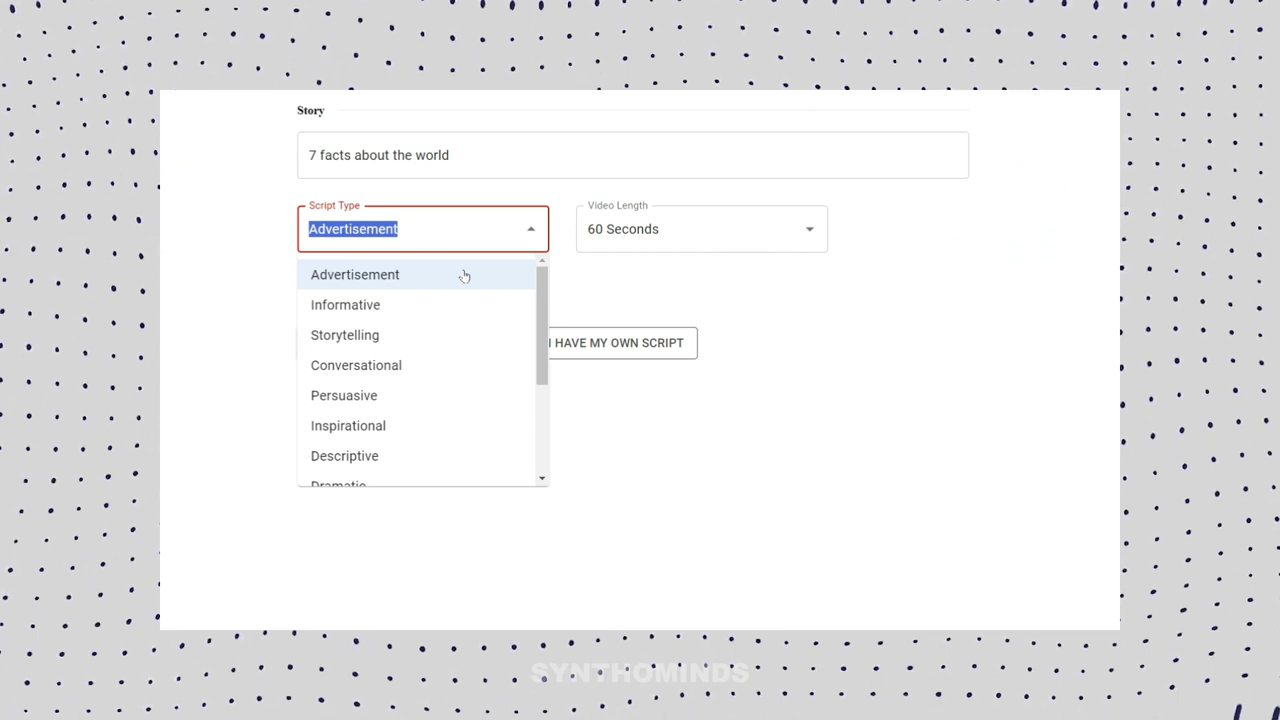 Story
7 facts about the world
Script Type
Video Length
Advertisement
60 Seconds
Advertisement
Informative
Storytelling
I HAVE MY OWN SCRIPT
Conversational
Persuasive
Inspirational
Descriptive
Dramatic
SYNTHOMINDS